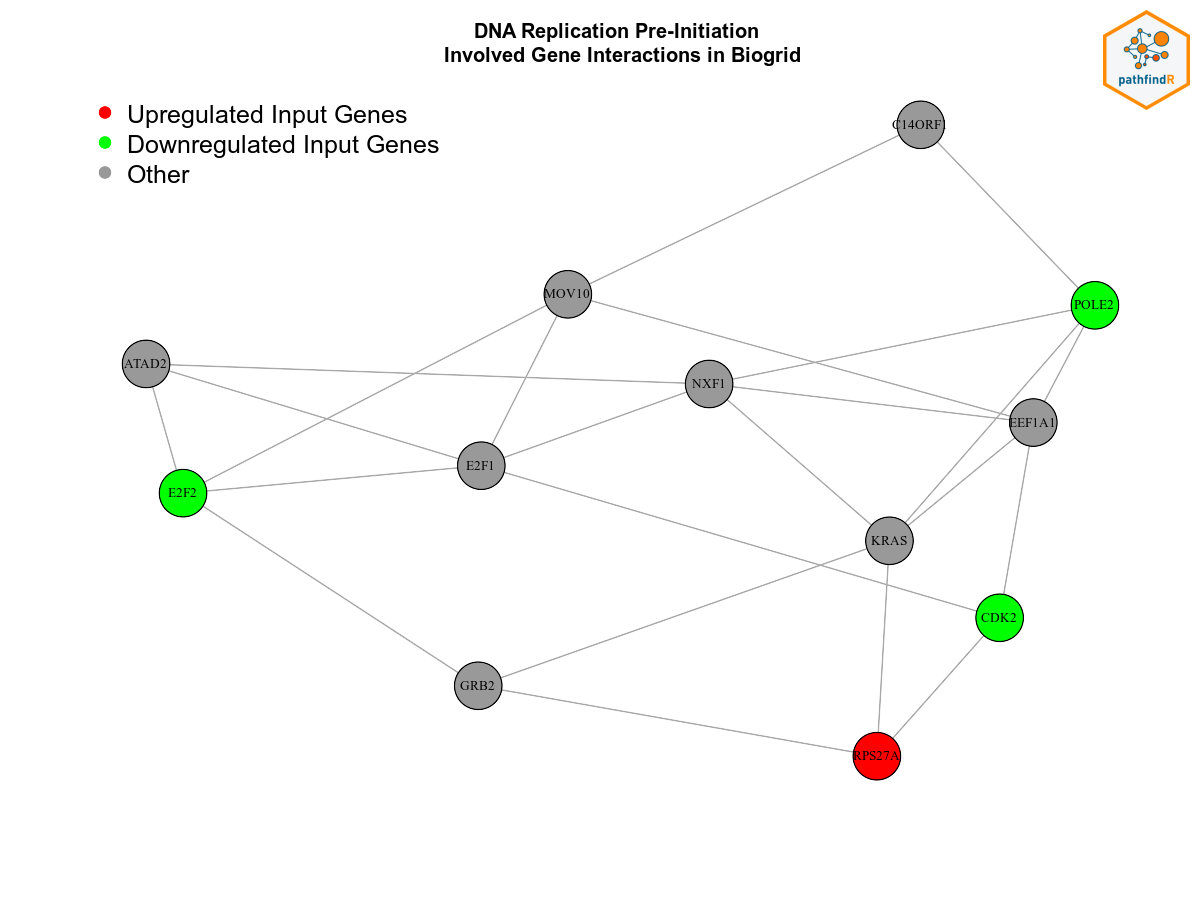 DNA Replication Pre-Initiation
Involved Gene Interactions in Biogrid
pathfindR
Upregulated Input Genes
Downregulated Input Genes
Other
MOV10
POLE2
ATAD2
NXF1
EEF1A1
E2F1
E2F2
KRAS
CDK2
GRB2
RPS27A